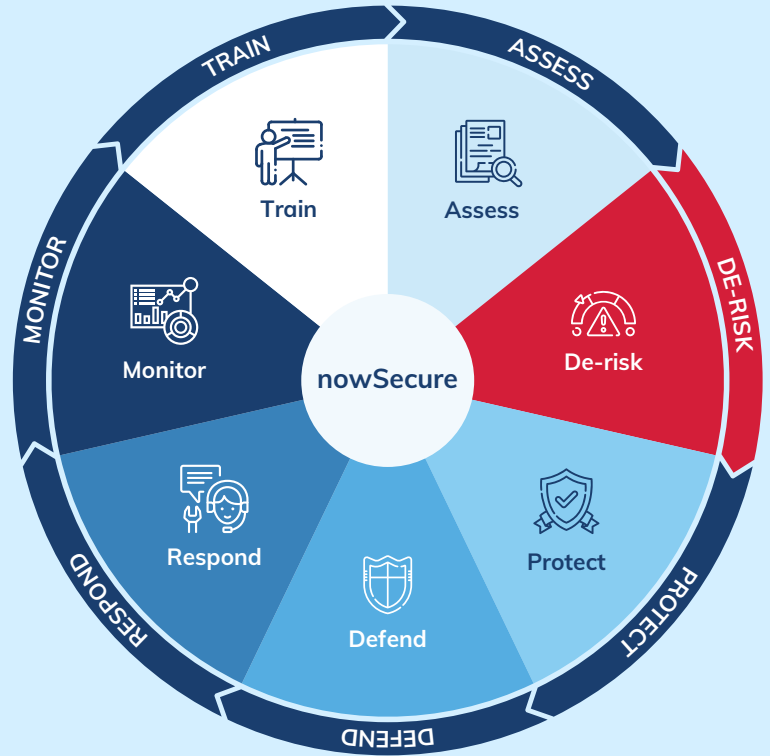 TRAIN
ASSESS
DE-RISK
PROTECT
DEFEND
RESPOND
MONITOR
Train
Assess
De-risk
Protect
Defend
Respond
Monitor
nowSecure